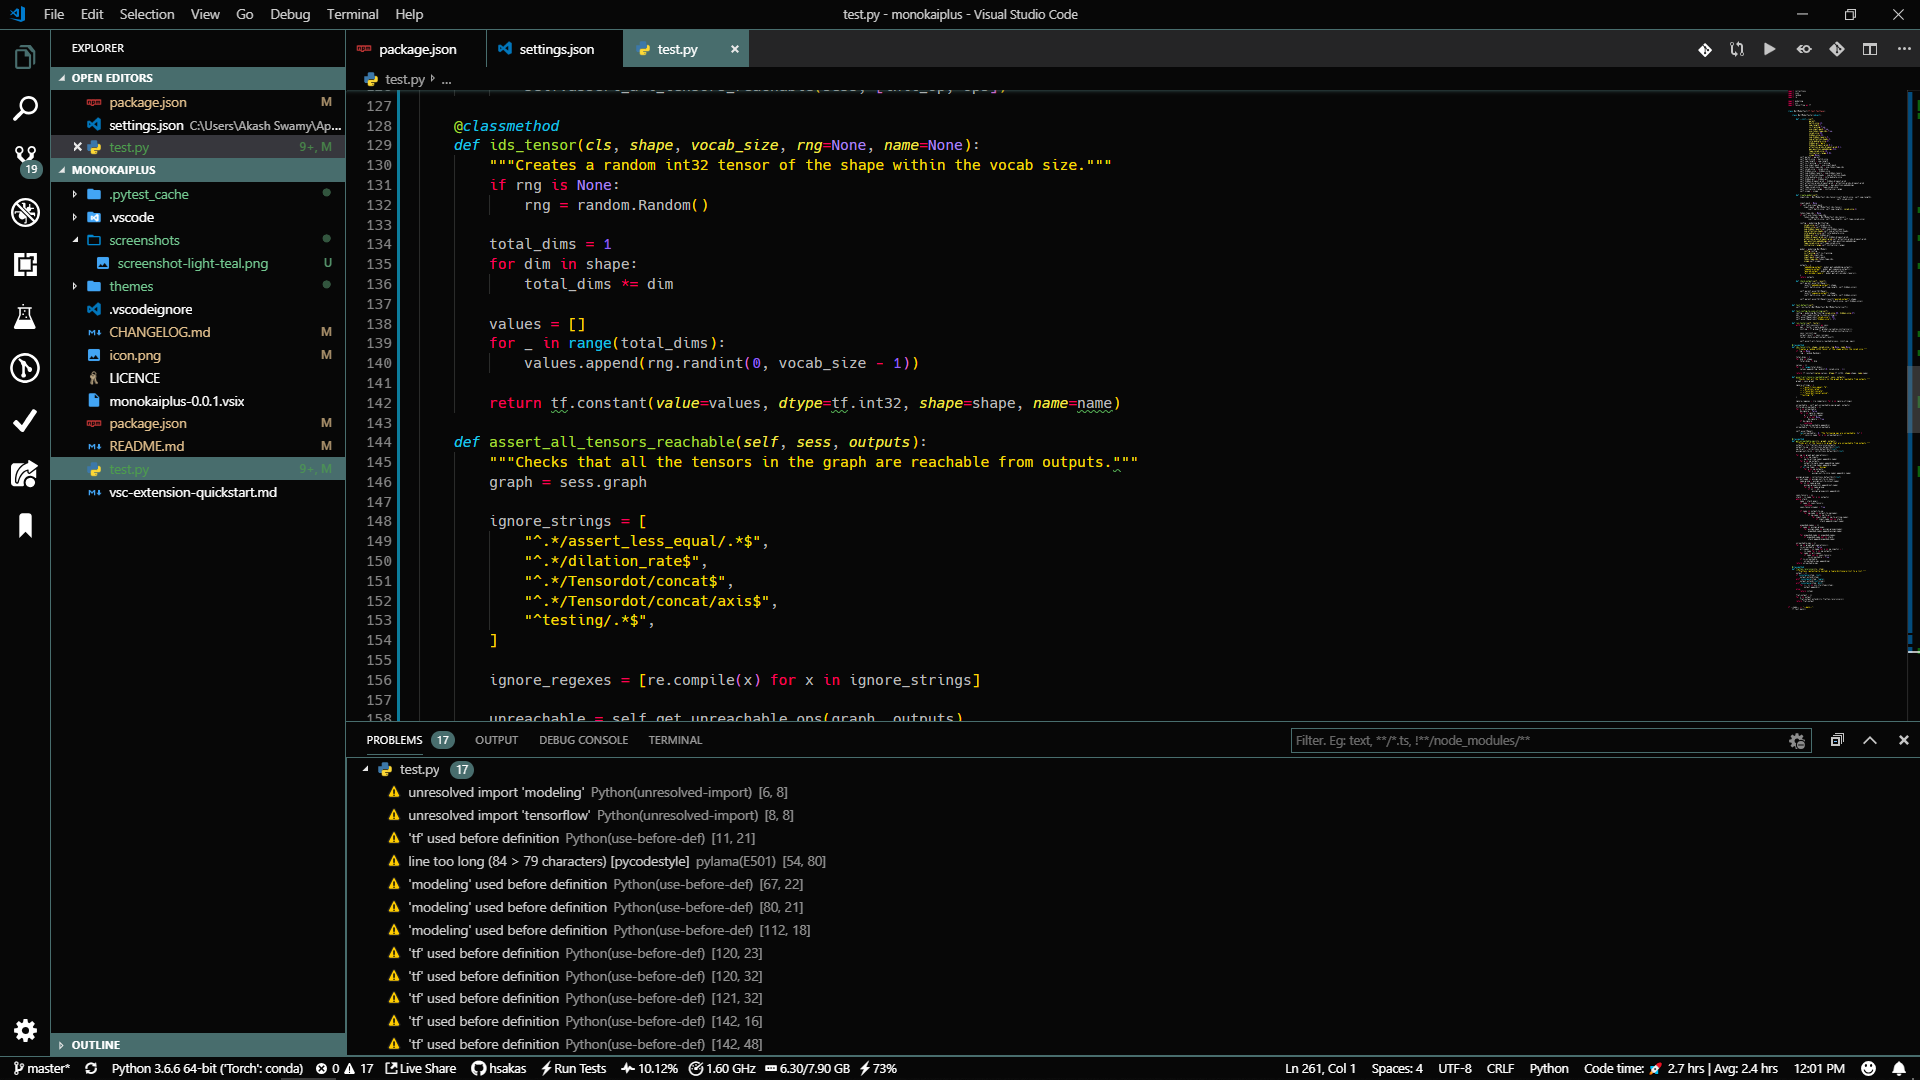 File Edit Selection View Go Debug Terminal Help
test.py - monokaiplus - Visual Studio Code
EXPLORER
OPEN EDITORS
package.json M
settings.json C:\Users\Akash Swamy\Ap...
test.py 9+, M
MONOKAIPLUS
.pytest_cache
.vscode
screenshots
screenshot-light-teal.png U
themes
.vscodeignore
CHANGELOG.md M
icon.png M
LICENCE
monokaiplus-0.0.1.vsix
package.json M
README.md M
test.py 9+, M
vsc-extension-quickstart.md
OUTLINE
19
package.json settings.json test.py
test.py ...
127
128 @classmethod
129 def ids_tensor(cls, shape, vocab_size, rng=None, name=None):
130 """Creates a random int32 tensor of the shape within the vocab size."""
131 if rng is None:
132 rng = random.Random()
133
134 total_dims = 1
135 for dim in shape:
136 total_dims *= dim
137
138 values = []
139 for _ in range(total_dims):
140 values.append(rng.randint(0, vocab_size - 1))
141
142 return tf.constant(value=values, dtype=tf.int32, shape=shape, name=name)
143
144 def assert_all_tensors_reachable(self, sess, outputs):
145 """Checks that all the tensors in the graph are reachable from outputs."""
146 graph = sess.graph
147
148 ignore_strings = [
149 "^.*/assert_less_equal/.*$",
150 "^.*/dilation_rate$",
151 "^.*/Tensordot/concat$",
152 "^.*/Tensordot/concat/axis$",
153 "^testing/.*$",
154 ]
155
156 ignore_regexes = [re.compile(x) for x in ignore_strings]
157
158 unreachable = self.get_unreachable_ops(graph, outputs)
PROBLEMS 17 OUTPUT DEBUG CONSOLE TERMINAL
Filter. Eg: text, **/*.ts, !**/node_modules/**
test.py 17
unresolved import 'modeling' Python(unresolved-import) [6, 8]
unresolved import 'tensorflow' Python(unresolved-import) [8, 8]
'tf' used before definition Python(use-before-def) [11, 21]
line too long (84 > 79 characters) [pycodestyle] pylama(E501) [54, 80]
'modeling' used before definition Python(use-before-def) [67, 22]
'modeling' used before definition Python(use-before-def) [80, 21]
'modeling' used before definition Python(use-before-def) [112, 18]
'tf' used before definition Python(use-before-def) [120, 23]
'tf' used before definition Python(use-before-def) [120, 32]
'tf' used before definition Python(use-before-def) [121, 32]
'tf' used before definition Python(use-before-def) [142, 16]
'tf' used before definition Python(use-before-def) [142, 48]
master* Python 3.6.6 64-bit ('Torch': conda) 0 17 Live Share hsakas Run Tests 10.12% 1.60 GHz 6.30/7.90 GB 73% Ln 261, Col 1 Spaces: 4 UTF-8 CRLF Python Code time: 🚀 2.7 hrs | Avg: 2.4 hrs 12:01 PM